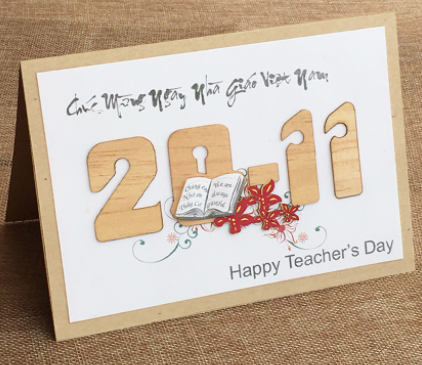 Chúc Mừng Ngày Nhà Giáo Việt Nam
20-11
Happy Teacher's Day